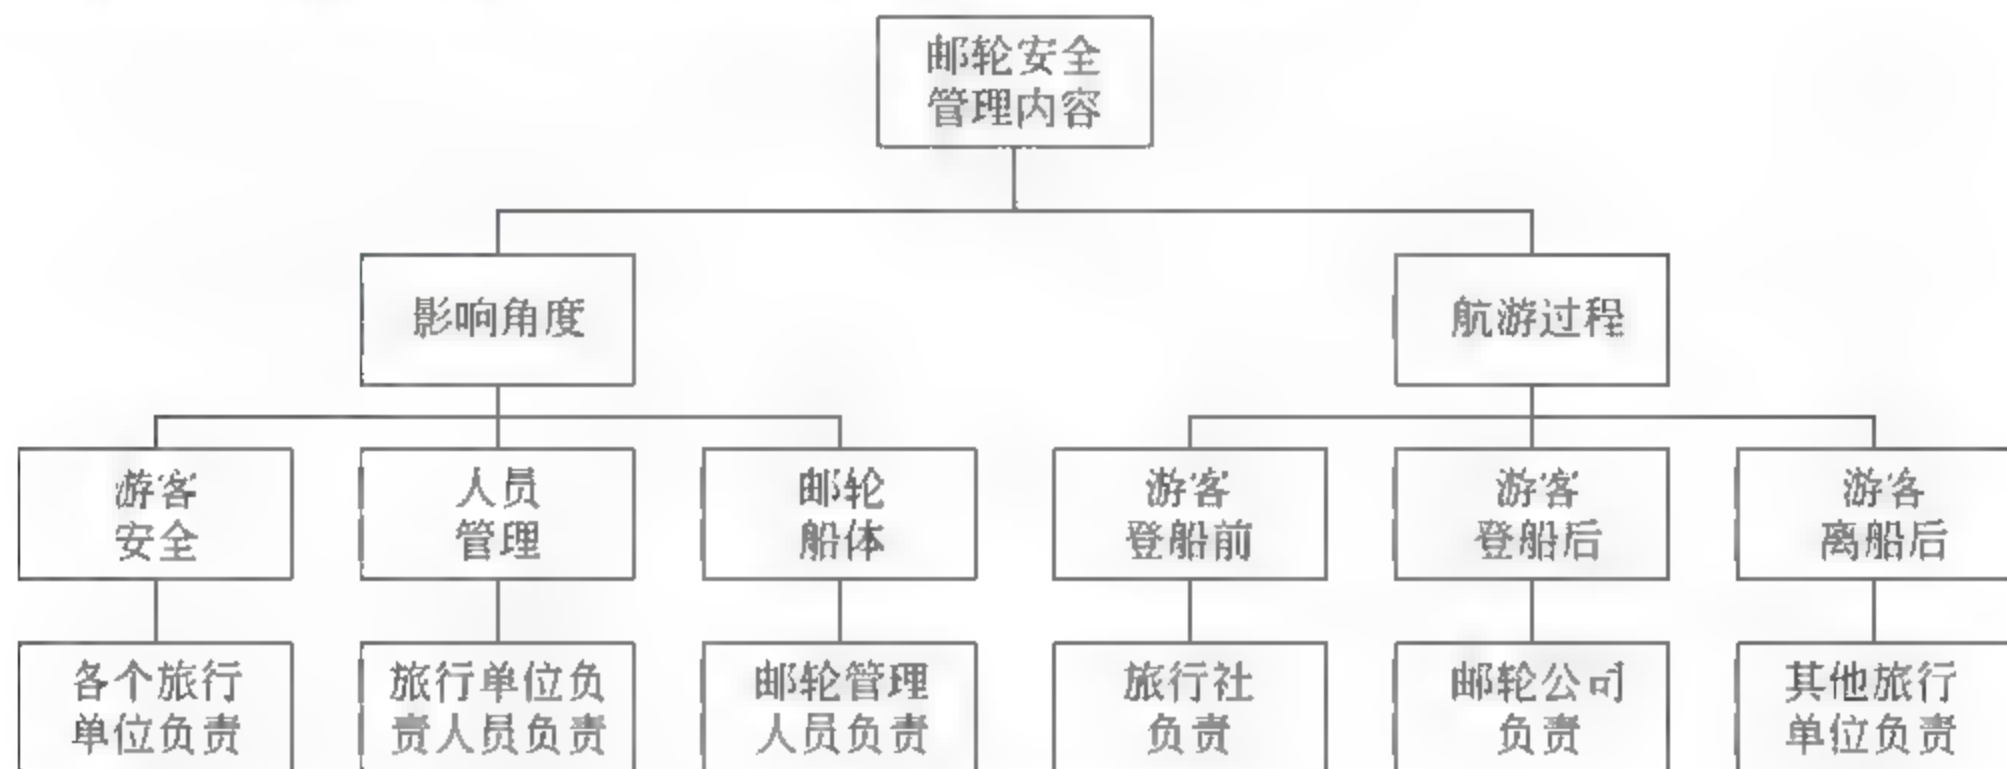 邮轮安全
管理内容
影响角度
航游过程
游客
安全
人员
管理
邮轮
船体
游客
登船前
游客
登船后
游客
离船后
各个旅行
单位负责
旅行单位负
责人员负责
邮轮管理
人员负责
旅行社
负责
邮轮公司
负责
其他旅行
单位负责